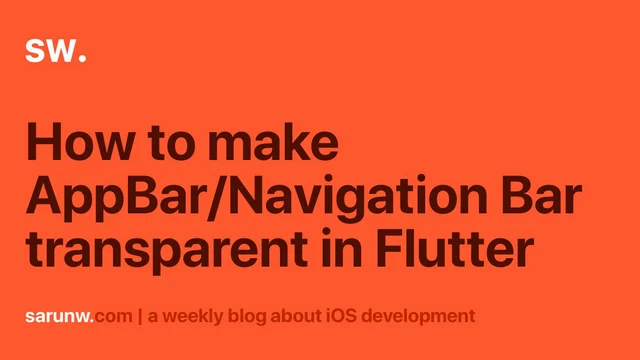 sw.
How to make
AppBar/Navigation Bar
transparent in Flutter
sarunw.com | a weekly blog about iOS development